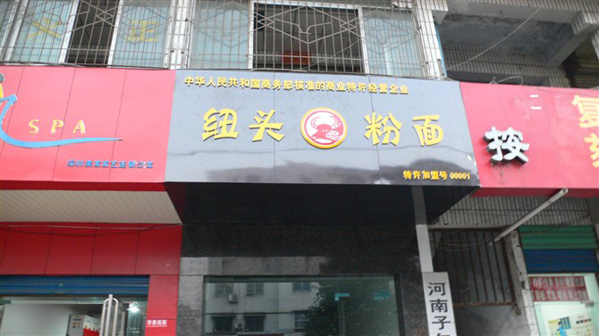 中华人民共和国商务部核准的商业特许经营企业
纽头 粉面
特许加盟号 00001
SPA
按
河南子